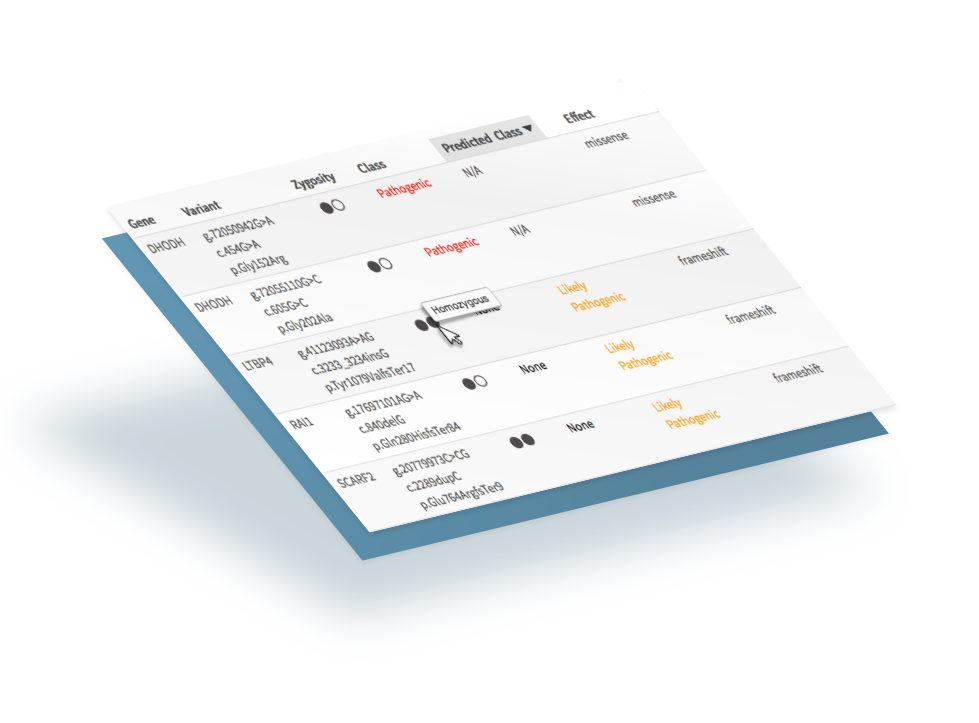 Gene Variant Zygosity Class Predicted Class ▼ Effect
DHODH g.72050942G>A Pathogenic N/A missense
c.454G>A
p.Gly152Arg
DHODH g.72055110G>C Pathogenic N/A missense
c.605G>C
p.Gly202Ala
LTBP4 g.41123093A>AG None Likely frameshift
c.3233_3234insG Pathogenic
p.Tyr1079ValfsTer17
Homozygous
RAI1 g.17697101AG>A None Likely frameshift
c.840delG Pathogenic
p.Gln280HisfsTer84
SCARF2 g.20779973C>CG None Likely frameshift
c.2289dupC Pathogenic
p.Glu764ArgfsTer9